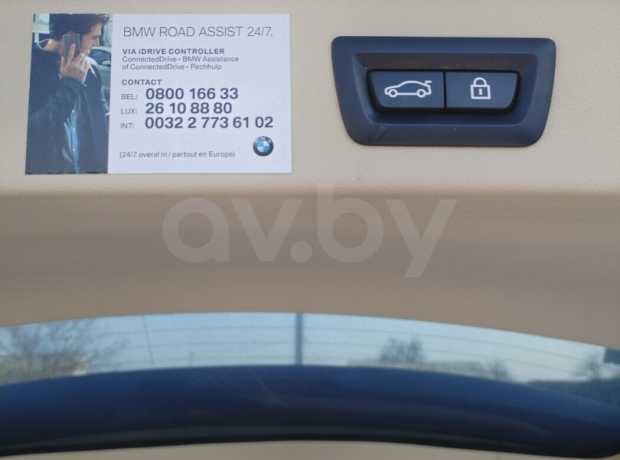 BMW ROAD ASSIST 24/7.
VIA iDRIVE CONTROLLER
ConnectedDrive - BMW Assistance
of ConnectedDrive - Pechhulp
CONTACT
BEL: 0800 166 33
LUX: 26 10 88 80
INT: 0032 2 773 61 02
(24/7 overal in / partout en Europe)
av.by